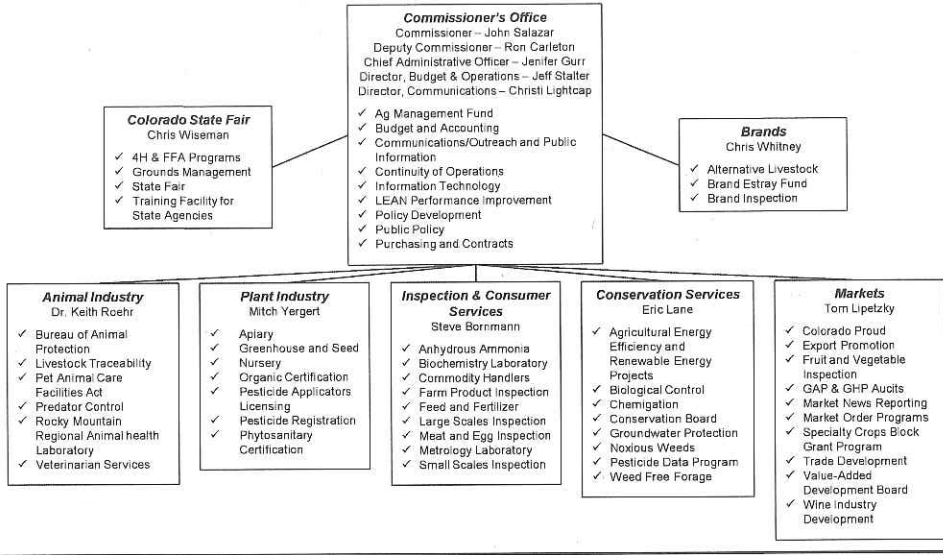 Commissioner's Office
Commissioner – John Salazar
Deputy Commissioner – Ron Carleton
Chief Administrative Officer – Jenifer Gurr
Director, Budget & Operations – Jeff Stalter
Director, Communications – Christi Lightcap
✓ Ag Management Fund
✓ Budget and Accounting
✓ Communications/Outreach and Public
Information
✓ Continuity of Operations
✓ Information Technology
✓ LEAN Performance Improvement
✓ Policy Development
✓ Public Policy
✓ Purchasing and Contracts
Colorado State Fair
Chris Wiseman
✓ 4H & FFA Programs
✓ Grounds Management
✓ State Fair
✓ Training Facility for
State Agencies
Brands
Chris Whitney
✓ Alternative Livestock
✓ Brand Estray Fund
✓ Brand Inspection
Animal Industry
Dr. Keith Roehr
✓ Bureau of Animal
Protection
✓ Livestock Traceability
✓ Pet Animal Care
Facilities Act
✓ Predator Control
✓ Rocky Mountain
Regional Animal health
Laboratory
✓ Veterinarian Services
Plant Industry
Mitch Yergert
✓ Apiary
✓ Greenhouse and Seed
✓ Nursery
✓ Organic Certification
✓ Pesticide Applicators
Licensing
✓ Pesticide Registration
✓ Phytosanitary
Certification
Inspection & Consumer
Services
Steve Bornmann
✓ Anhydrous Ammonia
✓ Biochemistry Laboratory
✓ Commodity Handlers
✓ Farm Product Inspection
✓ Feed and Fertilizer
✓ Large Scales Inspection
✓ Meat and Egg Inspection
✓ Metrology Laboratory
✓ Small Scales Inspection
Conservation Services
Eric Lane
✓ Agricultural Energy
Efficiency and
Renewable Energy
Projects
✓ Biological Control
✓ Chemigation
✓ Conservation Board
✓ Groundwater Protection
✓ Noxious Weeds
✓ Pesticide Data Program
✓ Weed Free Forage
Markets
Tom Lipetzky
✓ Colorado Proud
✓ Export Promotion
✓ Fruit and Vegetable
Inspection
✓ GAP & GHP Audits
✓ Market News Reporting
✓ Market Order Programs
✓ Specialty Crops Block
Grant Program
✓ Trade Development
✓ Value-Added
Development Board
✓ Wine Industry
Development